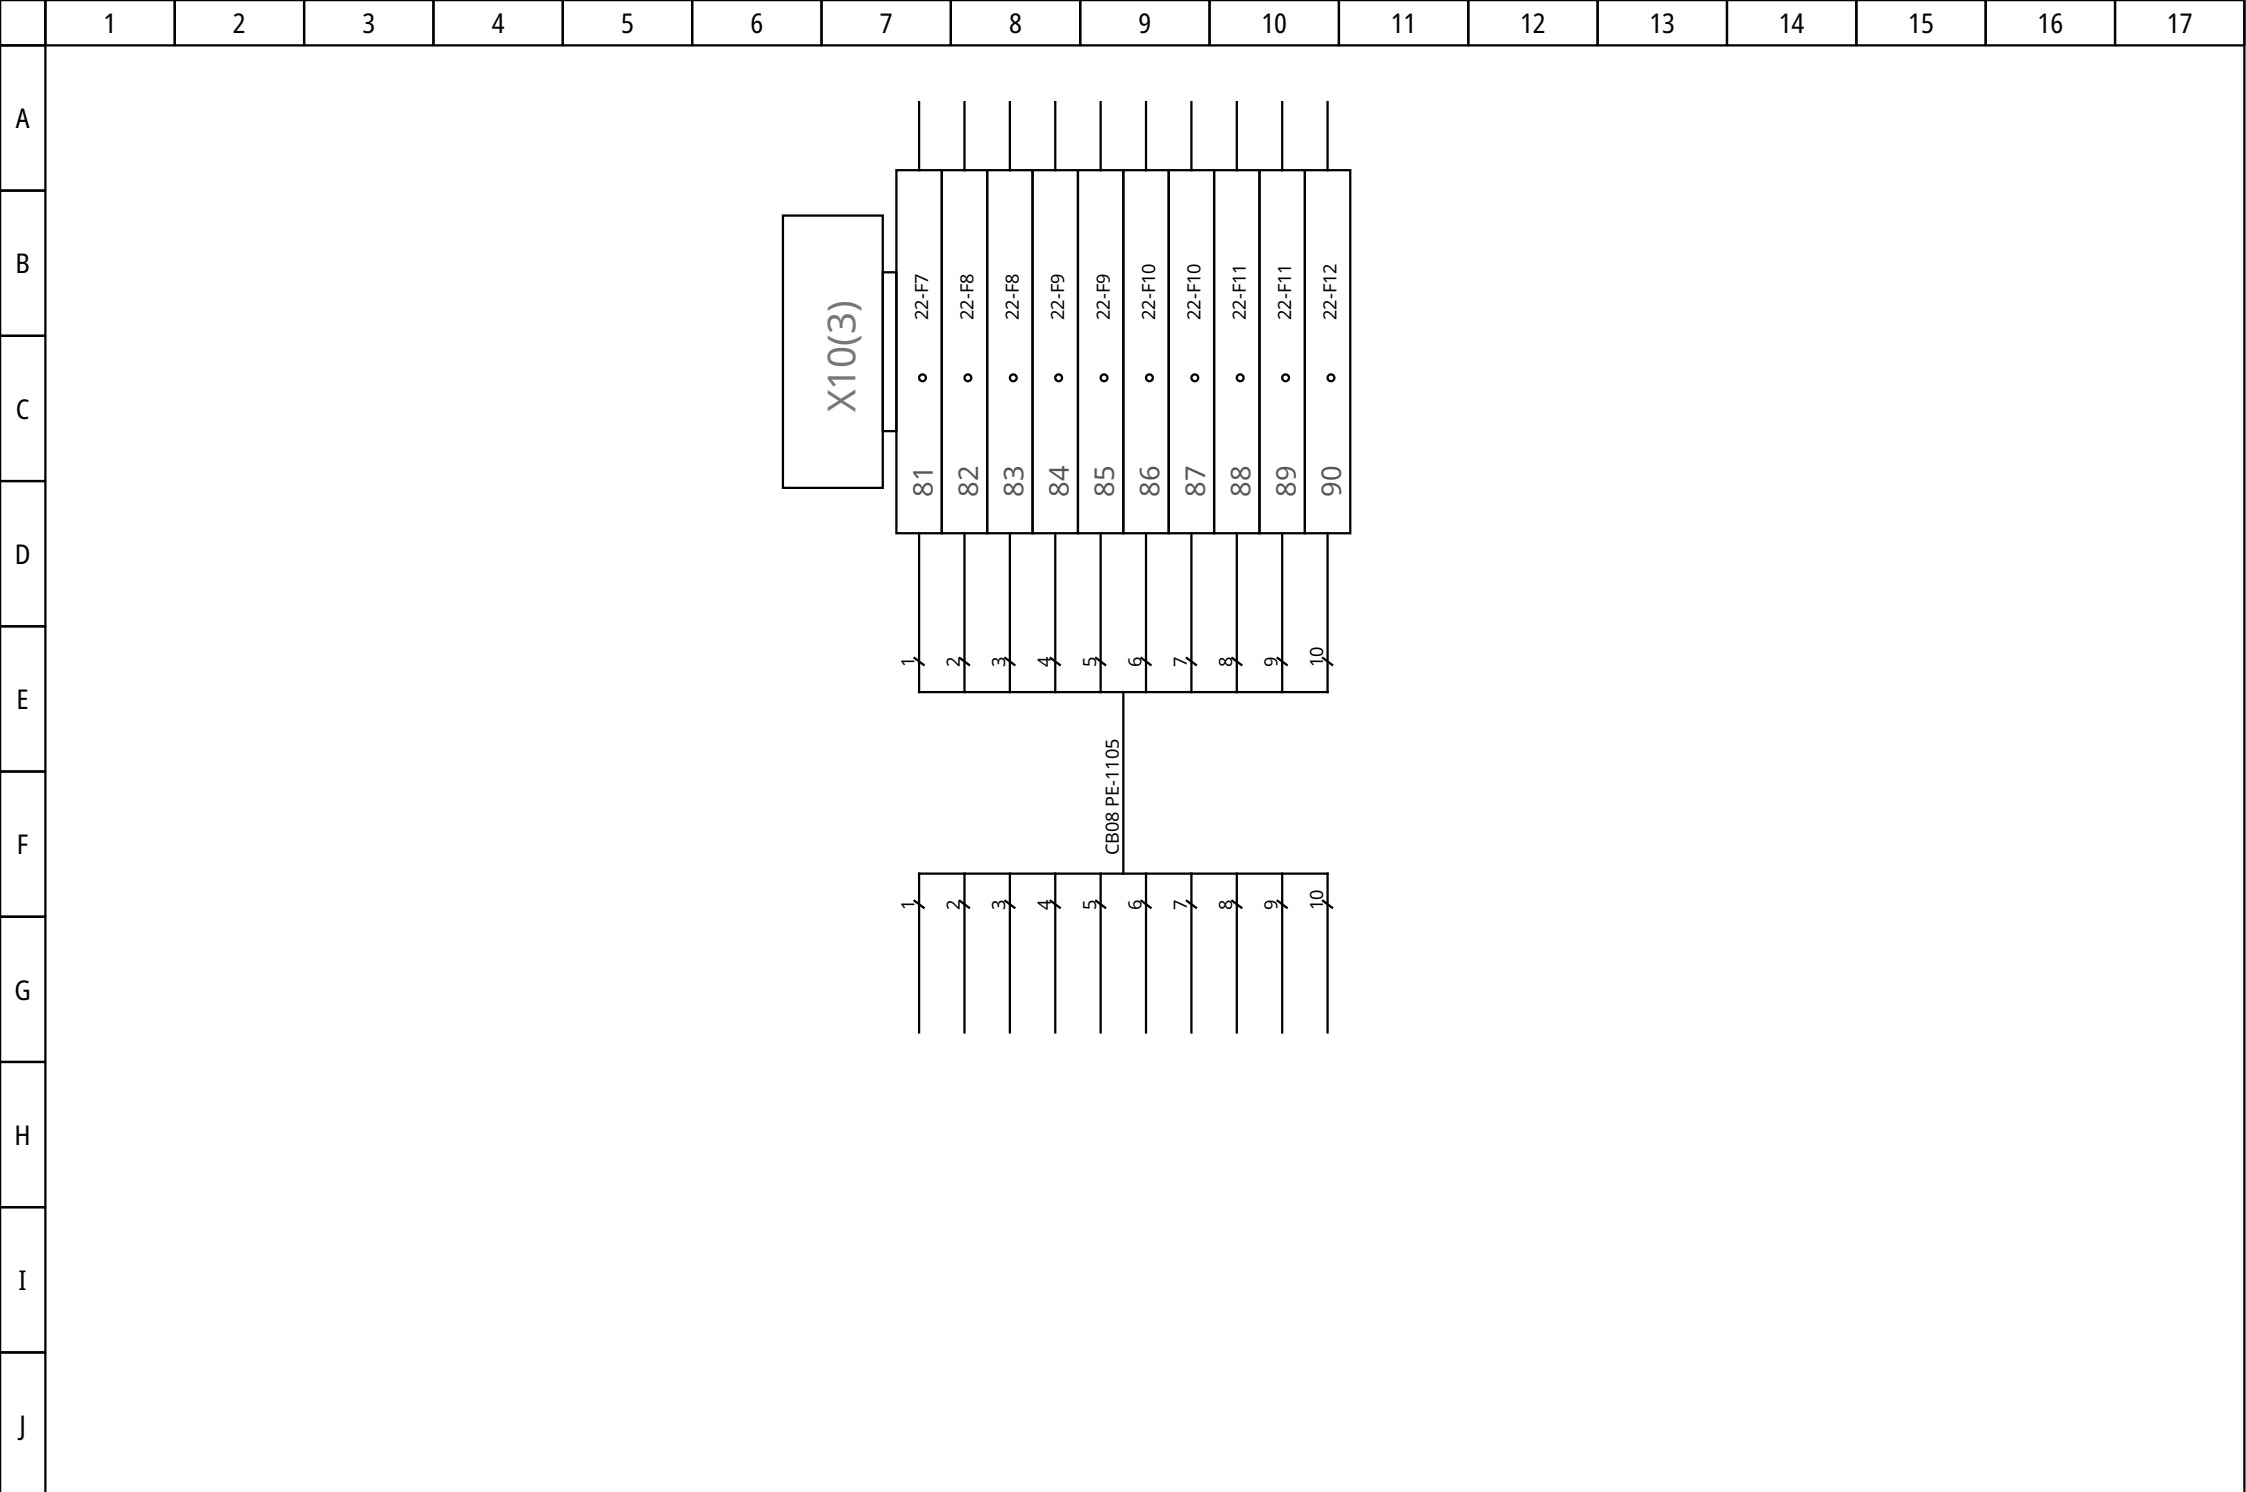 1 2 3 4 5 6 7 8 9 10 11 12 13 14 15 16 17
A
B
C
D
E
F
G
H
I
J
X10(3)
22-F7 22-F8 22-F8 22-F9 22-F9 22-F10 22-F10 22-F11 22-F11 22-F12
81 82 83 84 85 86 87 88 89 90
1 2 3 4 5 6 7 8 9 10
CB08 PE-1105
1 2 3 4 5 6 7 8 9 10